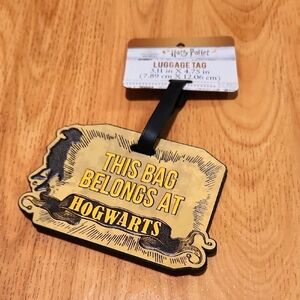 Harry Potter
LUGGAGE TAG
3.11 in X 4.75 in
(7.89 cm X 12.06 cm)
THIS BAG
BELONGS AT
HOGWARTS